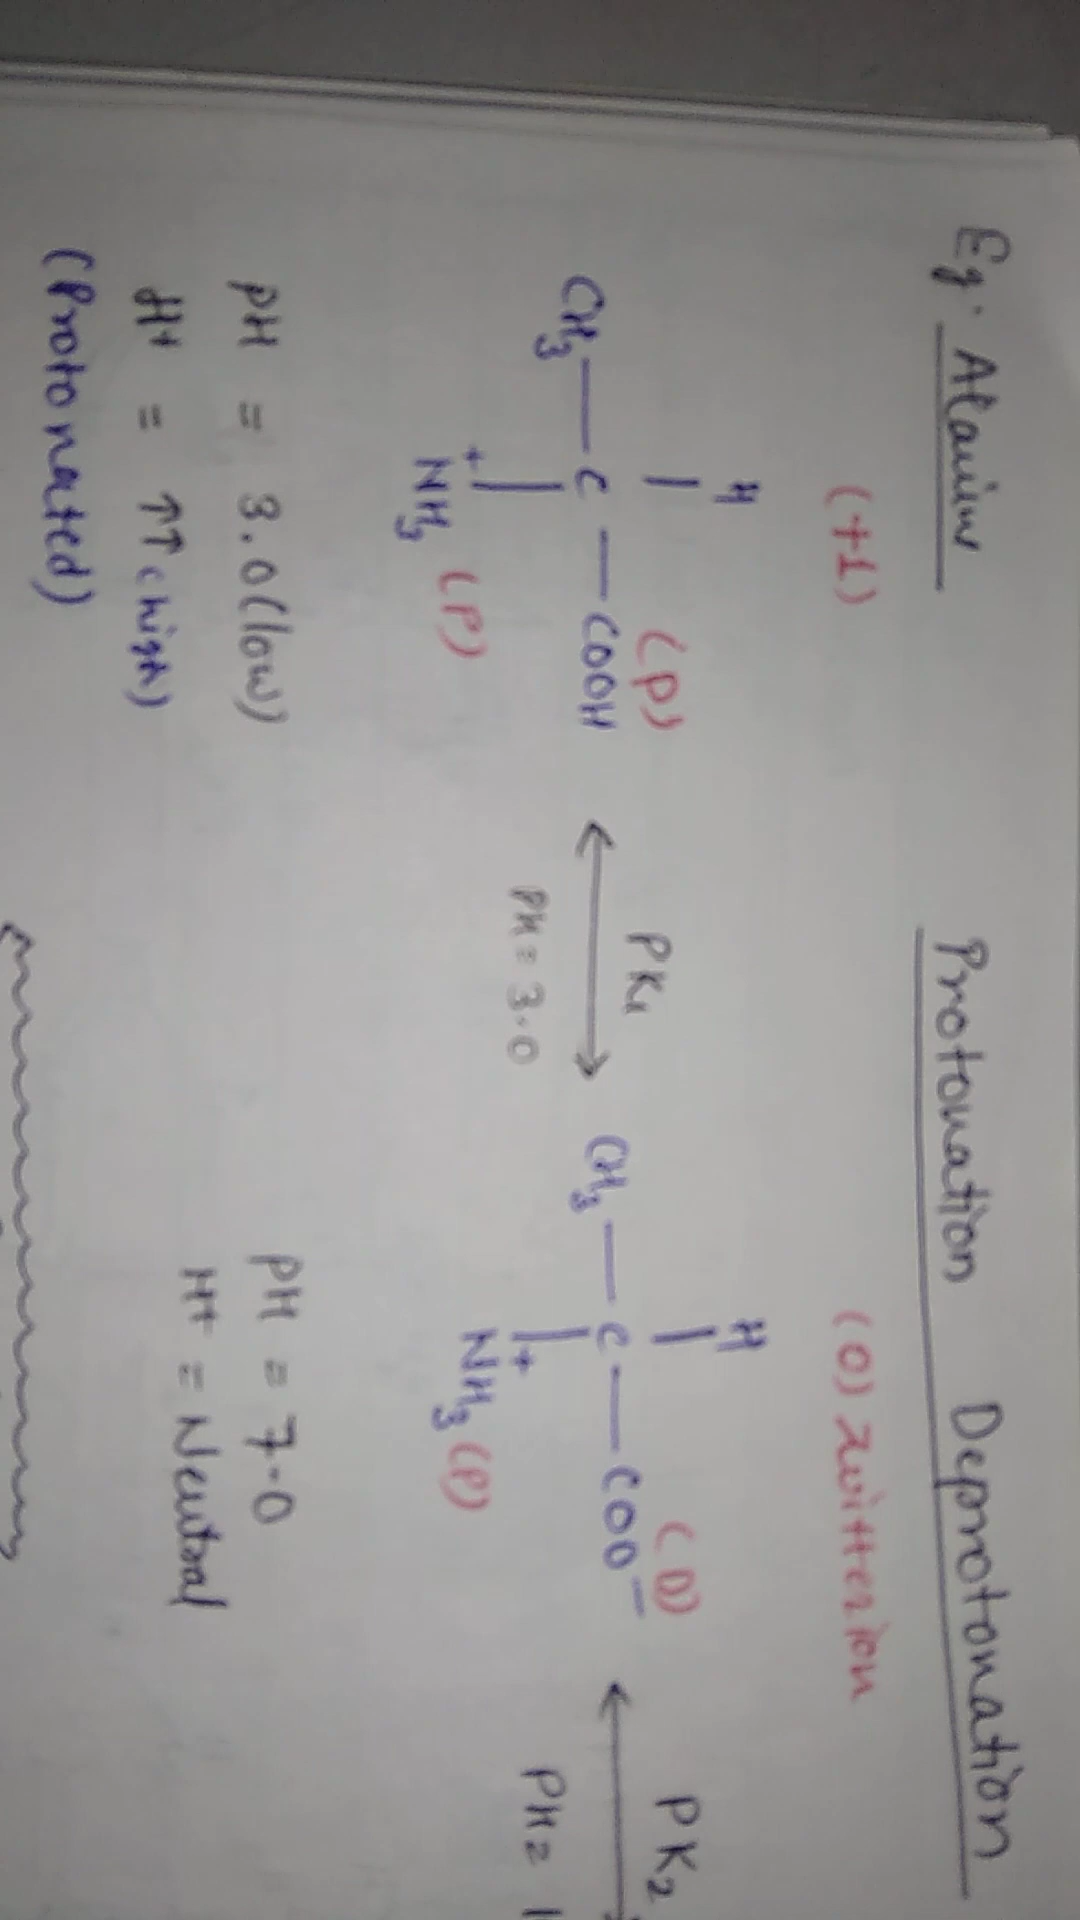 Eg. Alanine Protonation Deprotonation
(+1) (0) zwitterion
H H
(P) (D) PK1 PK2
CH3 — C — COOH ⟷ CH3 — C — COO⁻ ⟷
PH = 3.0 PH = 1
+NH3 (P) +NH3 (P)
PH = 3.0 (low) PH = 7.0
H+ = ↑↑ (high) H+ = Neutral
(Protonated)